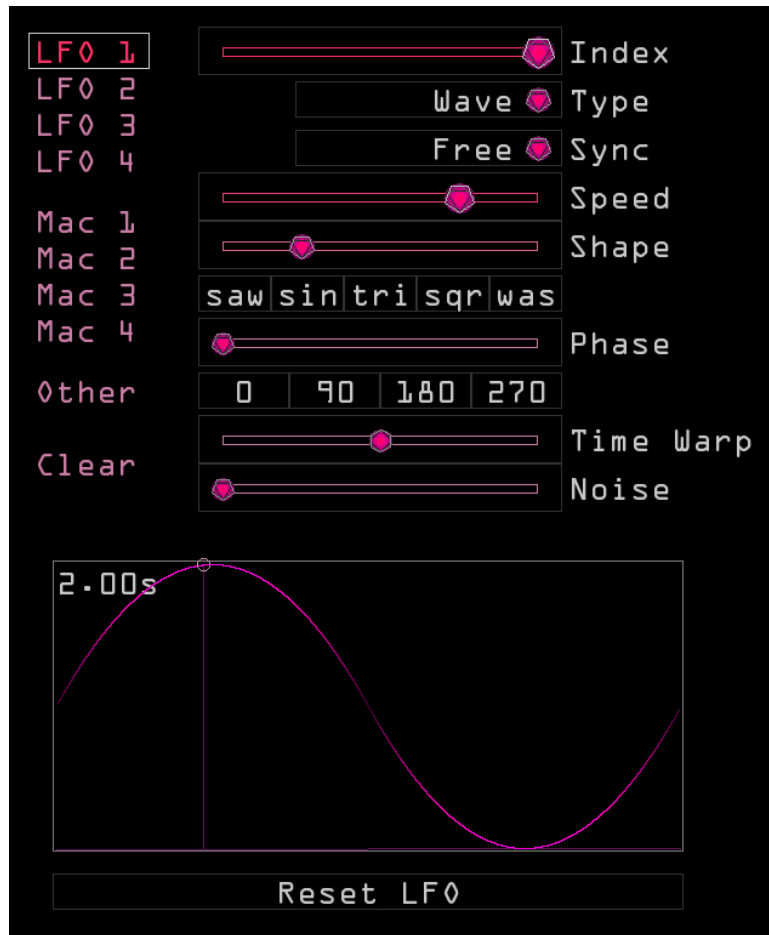 LFO 1
LFO 2
LFO 3
LFO 4
Mac 1
Mac 2
Mac 3
Mac 4
Other
Clear
Index
Wave Type
Free Sync
Speed
Shape
saw sin tri sqr was
Phase
0 90 180 270
Time Warp
Noise
2.00s
Reset LFO